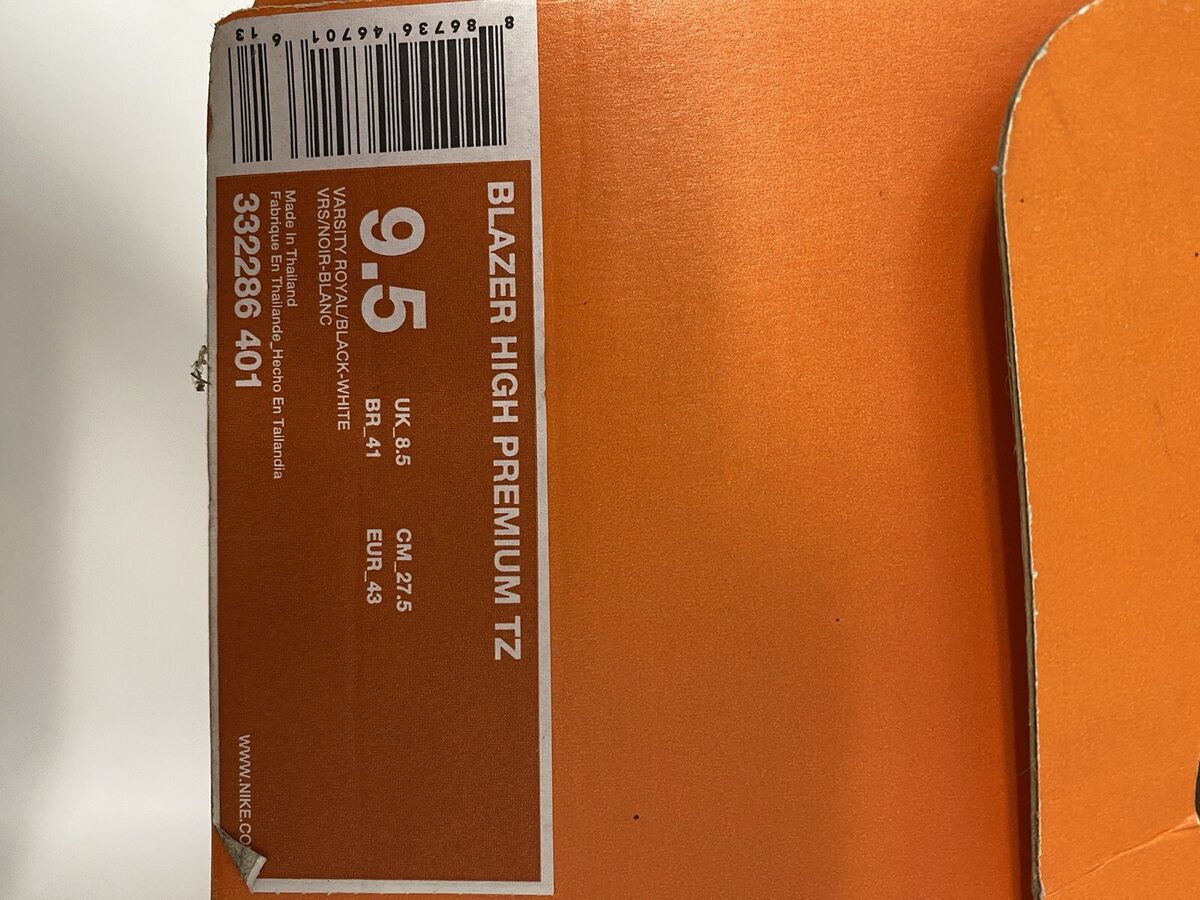 BLAZER HIGH PREMIUM TZ
9.5
UK_8.5 CM_27.5
BR_41 EUR_43
VARSITY ROYAL/BLACK-WHITE
VRS/NOIR-BLANC
Made In Thailand
Fabrique En Thailande_Hecho En Tailandia
332286 401
WWW.NIKE.CO
8 86736 46701 6 13